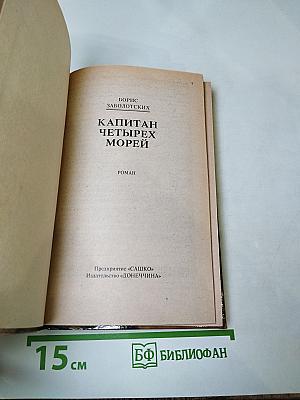 БОРИС
ЗАБОЛОТСКИХ
КАПИТАН
ЧЕТЫРЕХ
МОРЕЙ
РОМАН
Предприятие «САШКО»
Издательство «ДОНЕЧЧИНА»
15 СМ
БФ БИБЛИОФАН